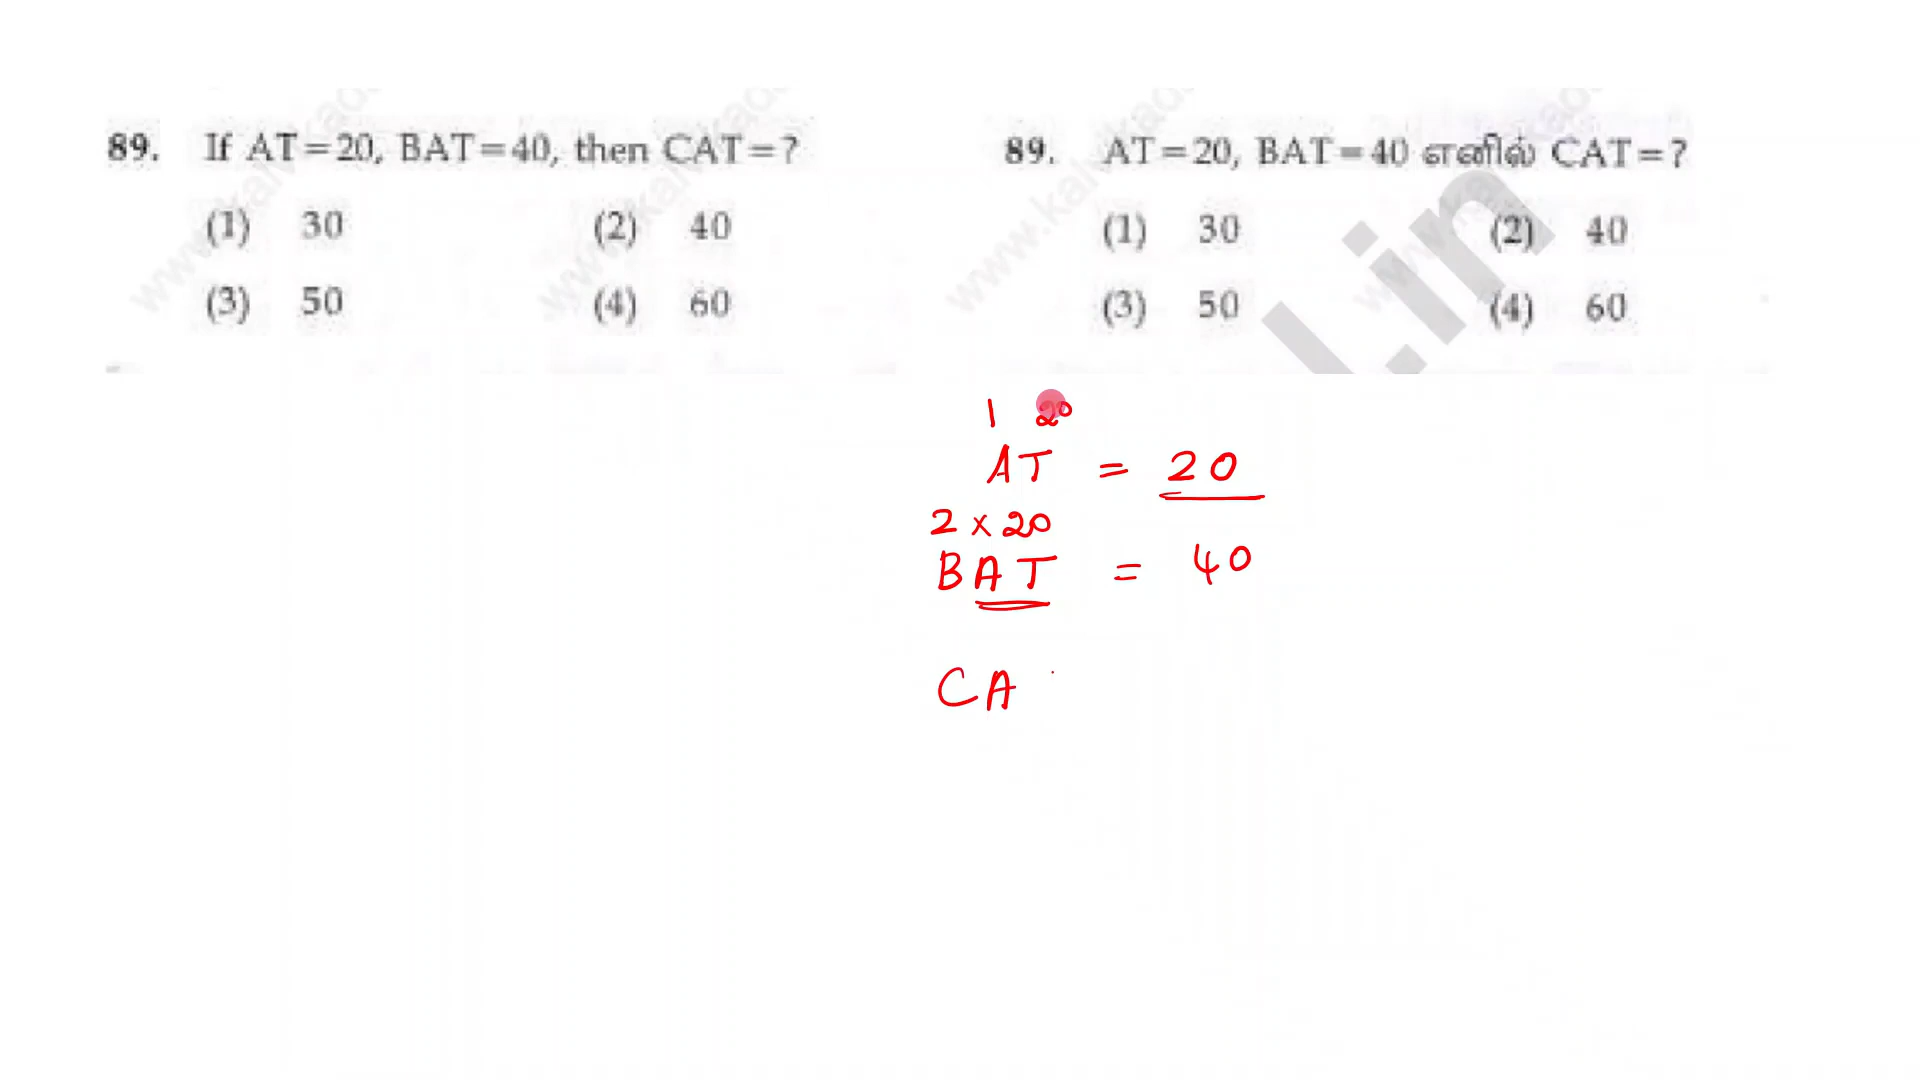 89. If AT=20, BAT=40, then CAT=?
(1) 30 (2) 40
(3) 50 (4) 60
89. AT=20, BAT=40 எனில் CAT=?
(1) 30 (2) 40
(3) 50 (4) 60
1 20
AT = 20
2 × 20
BAT = 40
CA